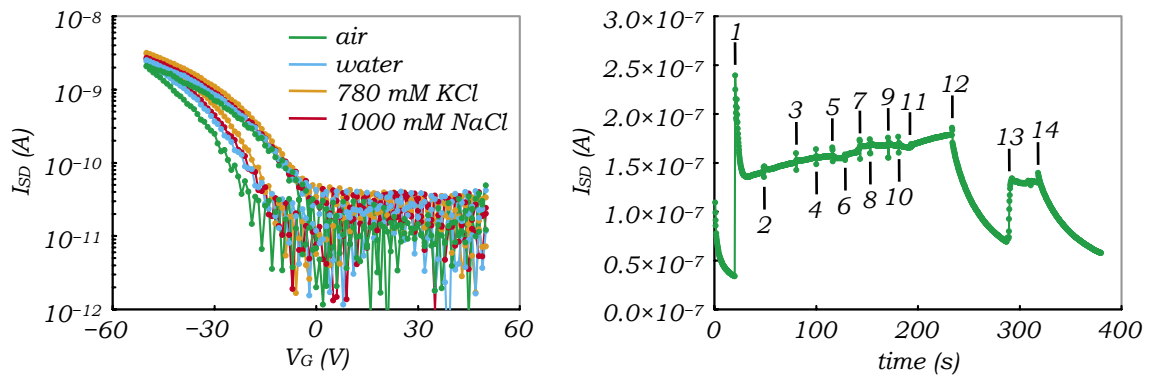 10⁻⁸
10⁻⁹
10⁻¹⁰
10⁻¹¹
10⁻¹²
I_SD (A)
air
water
780 mM KCl
1000 mM NaCl
−60 −30 0 30 60
V_G (V)
3.0×10⁻⁷
2.5×10⁻⁷
2.0×10⁻⁷
1.5×10⁻⁷
1.0×10⁻⁷
0.5×10⁻⁷
0.0×10⁻⁷
I_SD (A)
1
2
3
4
5
6
7
8
9
10
11
12
13
14
0 100 200 300 400
time (s)